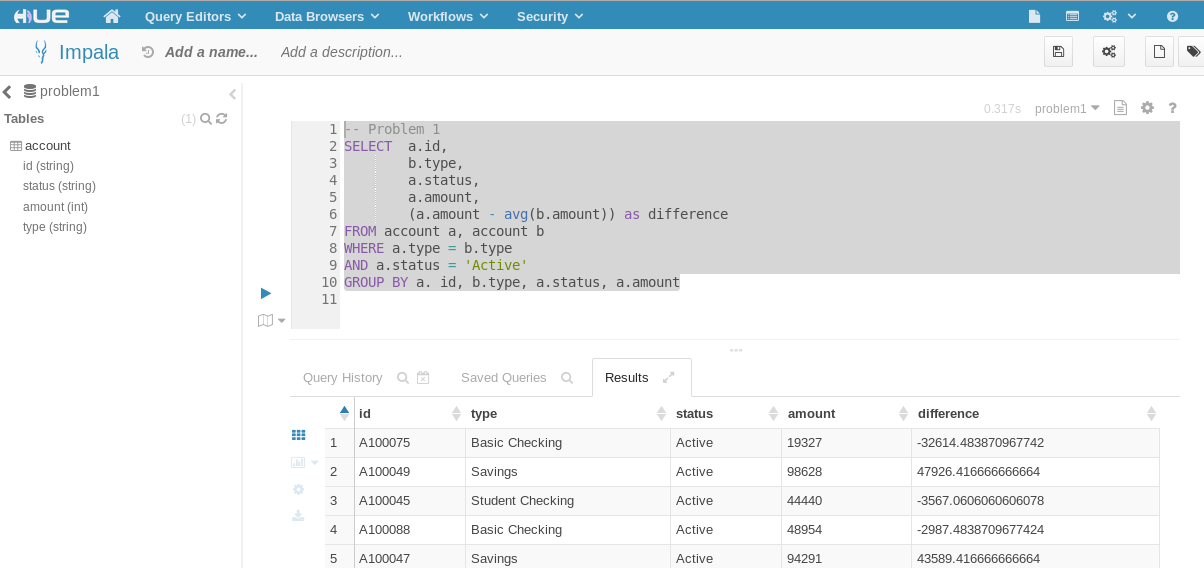 HUE Query Editors Data Browsers Workflows Security
Impala Add a name... Add a description...
problem1
Tables (1)
account
id (string)
status (string)
amount (int)
type (string)
0.317s problem1 ?
1 -- Problem 1
2 SELECT a.id,
3 b.type,
4 a.status,
5 a.amount,
6 (a.amount - avg(b.amount)) as difference
7 FROM account a, account b
8 WHERE a.type = b.type
9 AND a.status = 'Active'
10 GROUP BY a. id, b.type, a.status, a.amount
11
Query History Saved Queries Results
id type status amount difference
1 A100075 Basic Checking Active 19327 -32614.483870967742
2 A100049 Savings Active 98628 47926.416666666664
3 A100045 Student Checking Active 44440 -3567.0606060606078
4 A100088 Basic Checking Active 48954 -2987.4838709677424
5 A100047 Savings Active 94291 43589.416666666664